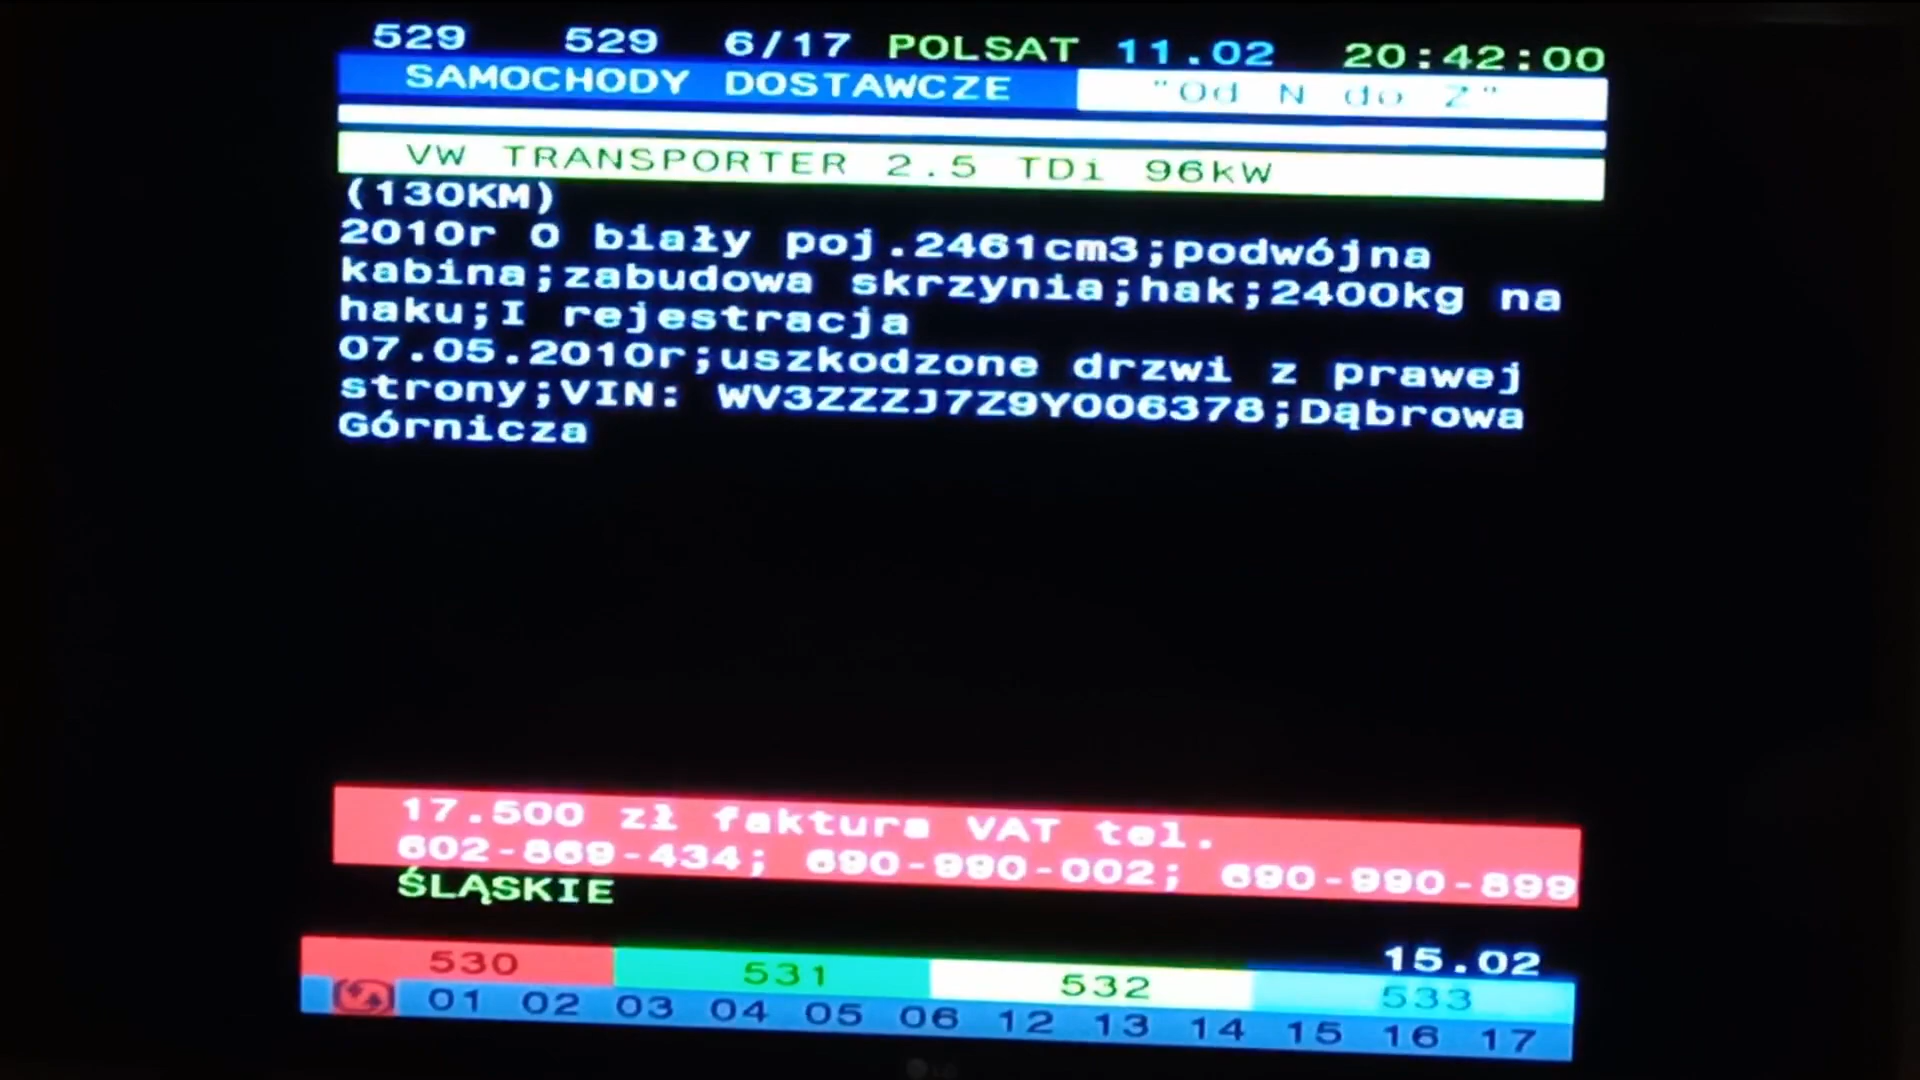 529 529 6/17 POLSAT 11.02 20:42:00
SAMOCHODY DOSTAWCZE "Od N do Z"
VW TRANSPORTER 2.5 TDi 96kW
(130KM)
2010r O biały poj.2461cm3;podwójna
kabina;zabudowa skrzynia;hak;2400kg na
haku;I rejestracja
07.05.2010r;uszkodzone drzwi z prawej
strony;VIN: WV3ZZZJ7Z9Y006378;Dąbrowa
Górnicza
17.500 zł faktura VAT tel.
602-869-434; 690-990-002; 690-990-899
ŚLĄSKIE
15.02
530 531 532 533
01 02 03 04 05 06 12 13 14 15 16 17
LG